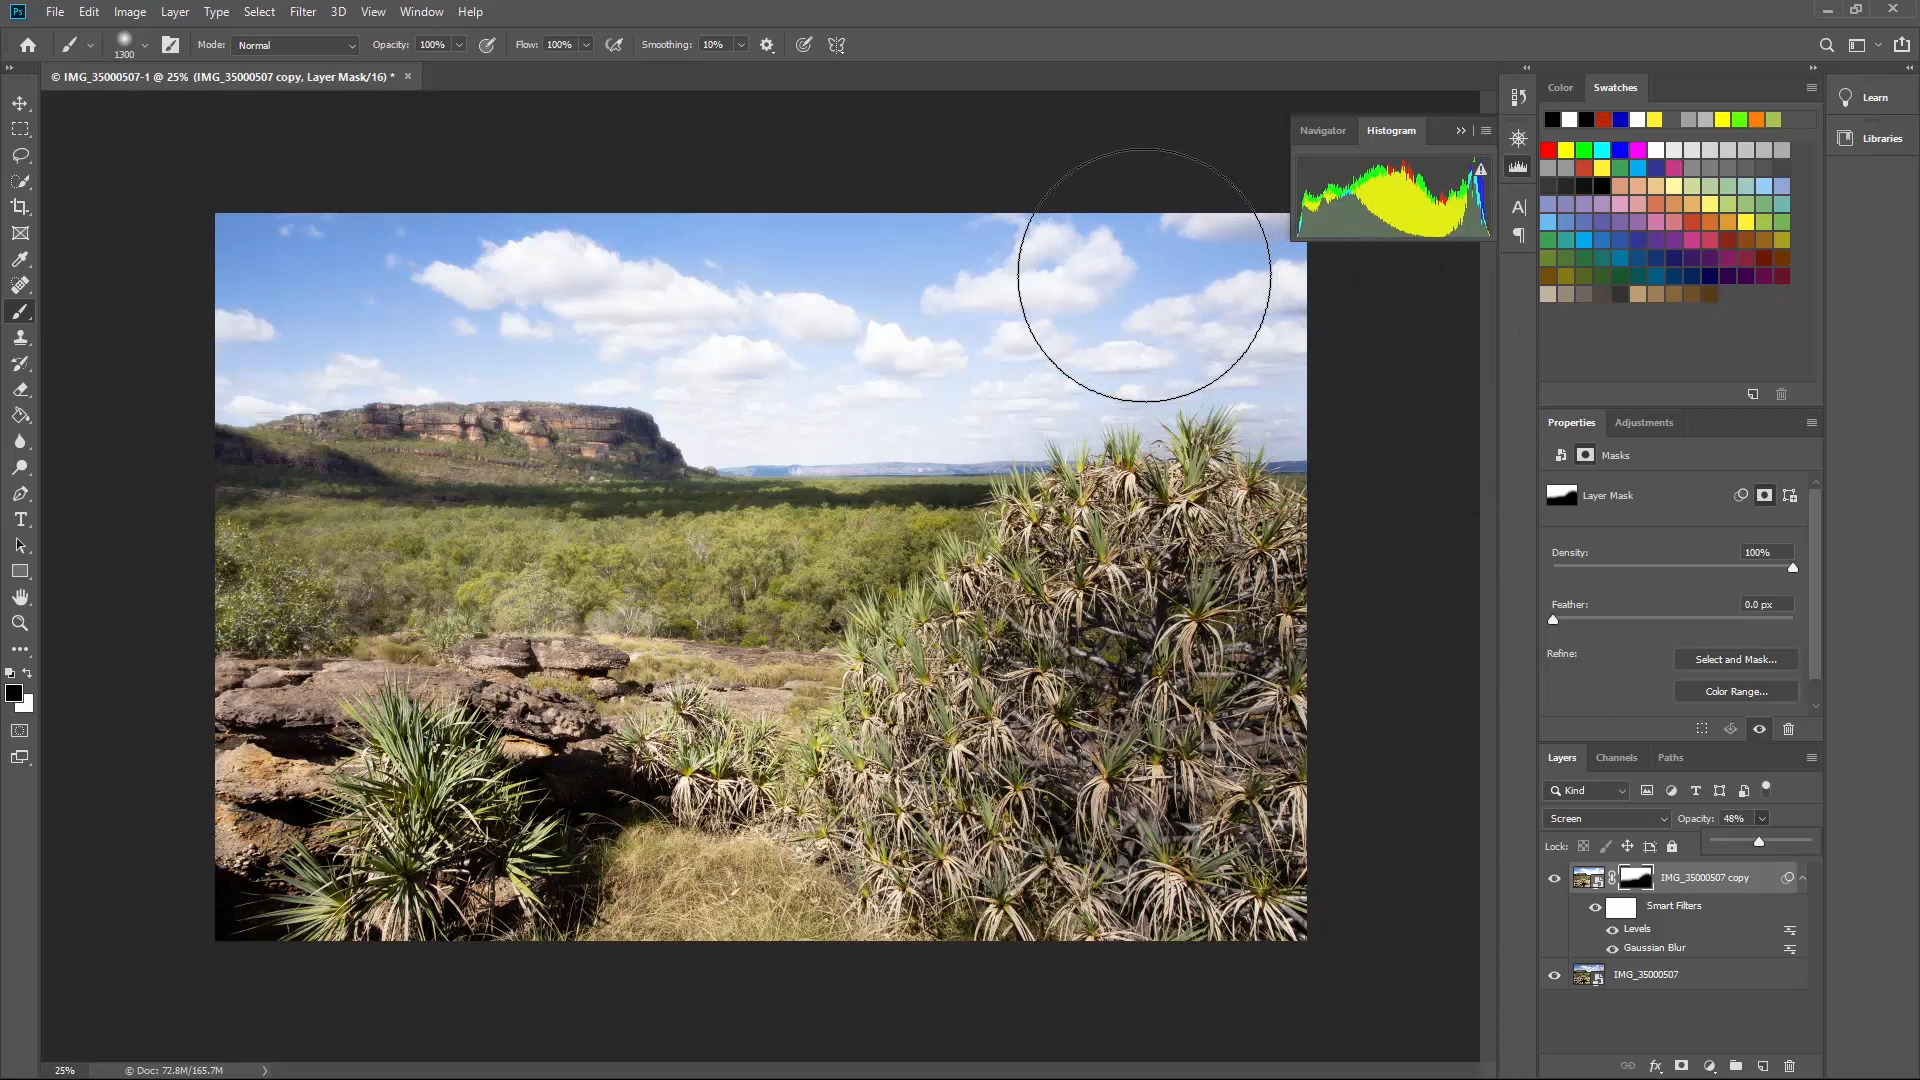 Ps File Edit Image Layer Type Select Filter 3D View Window Help
1300 Mode: Normal Opacity: 100% Flow: 100% Smoothing: 10%
© IMG_35000507-1 @ 25% (IMG_35000507 copy, Layer Mask/16) * ×
Navigator Histogram
Color Swatches
Learn
Libraries
Properties Adjustments
Masks
Layer Mask
Density: 100%
Feather: 0.0 px
Refine: Select and Mask...
Color Range...
Layers Channels Paths
Kind
Screen Opacity: 48%
Lock:
IMG_35000507 copy
Smart Filters
Levels
Gaussian Blur
IMG_35000507
fx
25% © Doc: 72.8M/165.7M